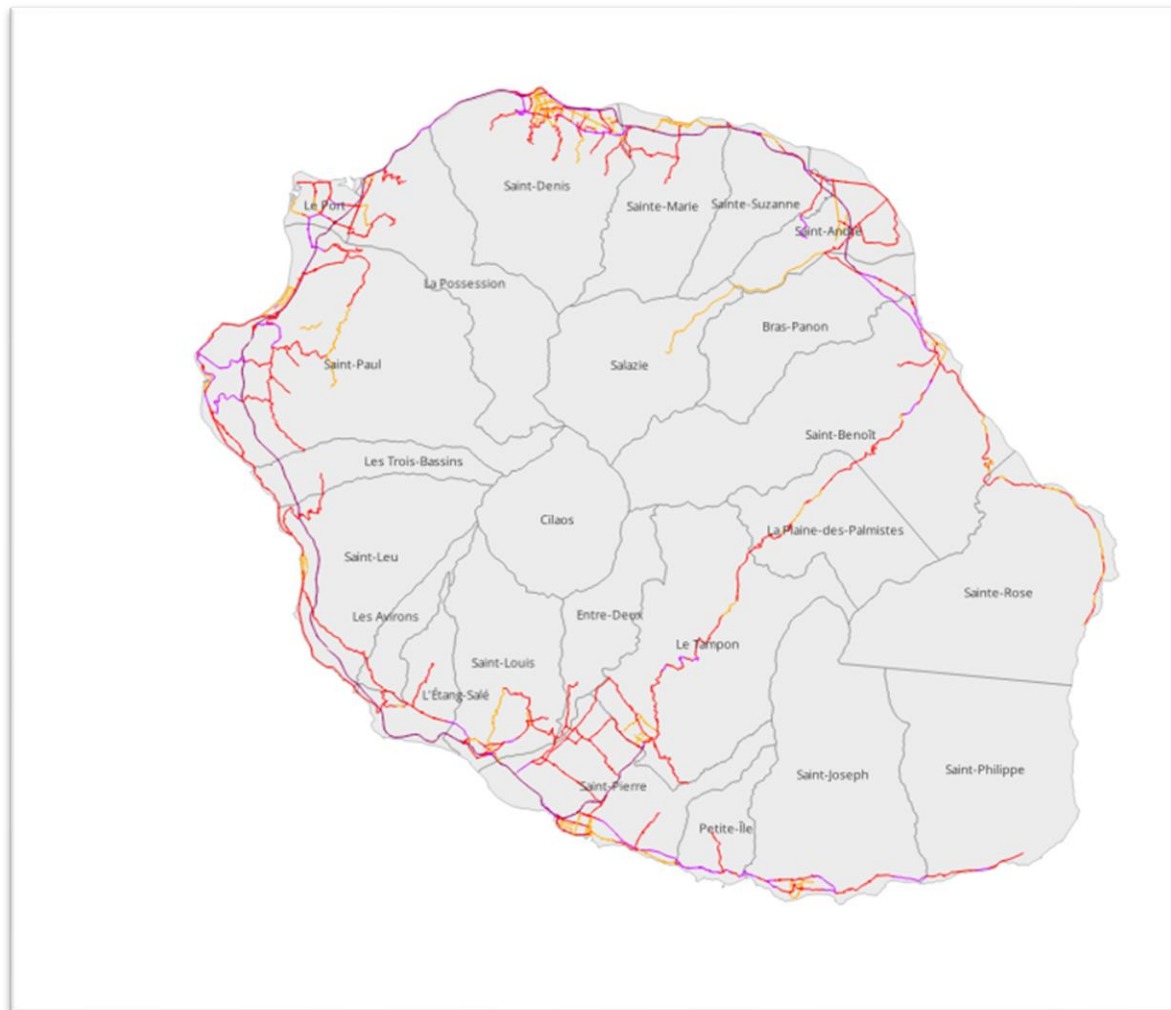 Saint-Denis
Le Port
Sainte-Marie
Sainte-Suzanne
Saint-André
La Possession
Bras-Panon
Saint-Paul
Salazie
Saint-Benoît
Les Trois-Bassins
Cilaos
La Plaine-des-Palmistes
Saint-Leu
Sainte-Rose
Les Avirons
Entre-Deux
Le Tampon
Saint-Louis
L'Étang-Salé
Saint-Joseph
Saint-Philippe
Saint-Pierre
Petite-Île